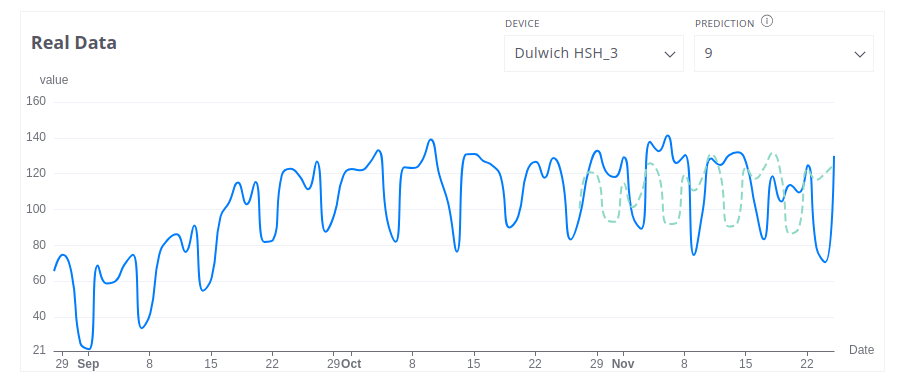 DEVICE PREDICTION
Real Data
Dulwich HSH_3 9
value
160
140
120
100
80
60
40
21
29 Sep 8 15 22 29 Oct 8 15 22 29 Nov 8 15 22 Date